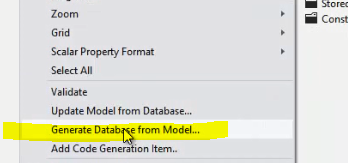 Zoom
Grid
Scalar Property Format
Select All
Validate
Update Model from Database...
Generate Database from Model...
Add Code Generation Item..
Stored
Const